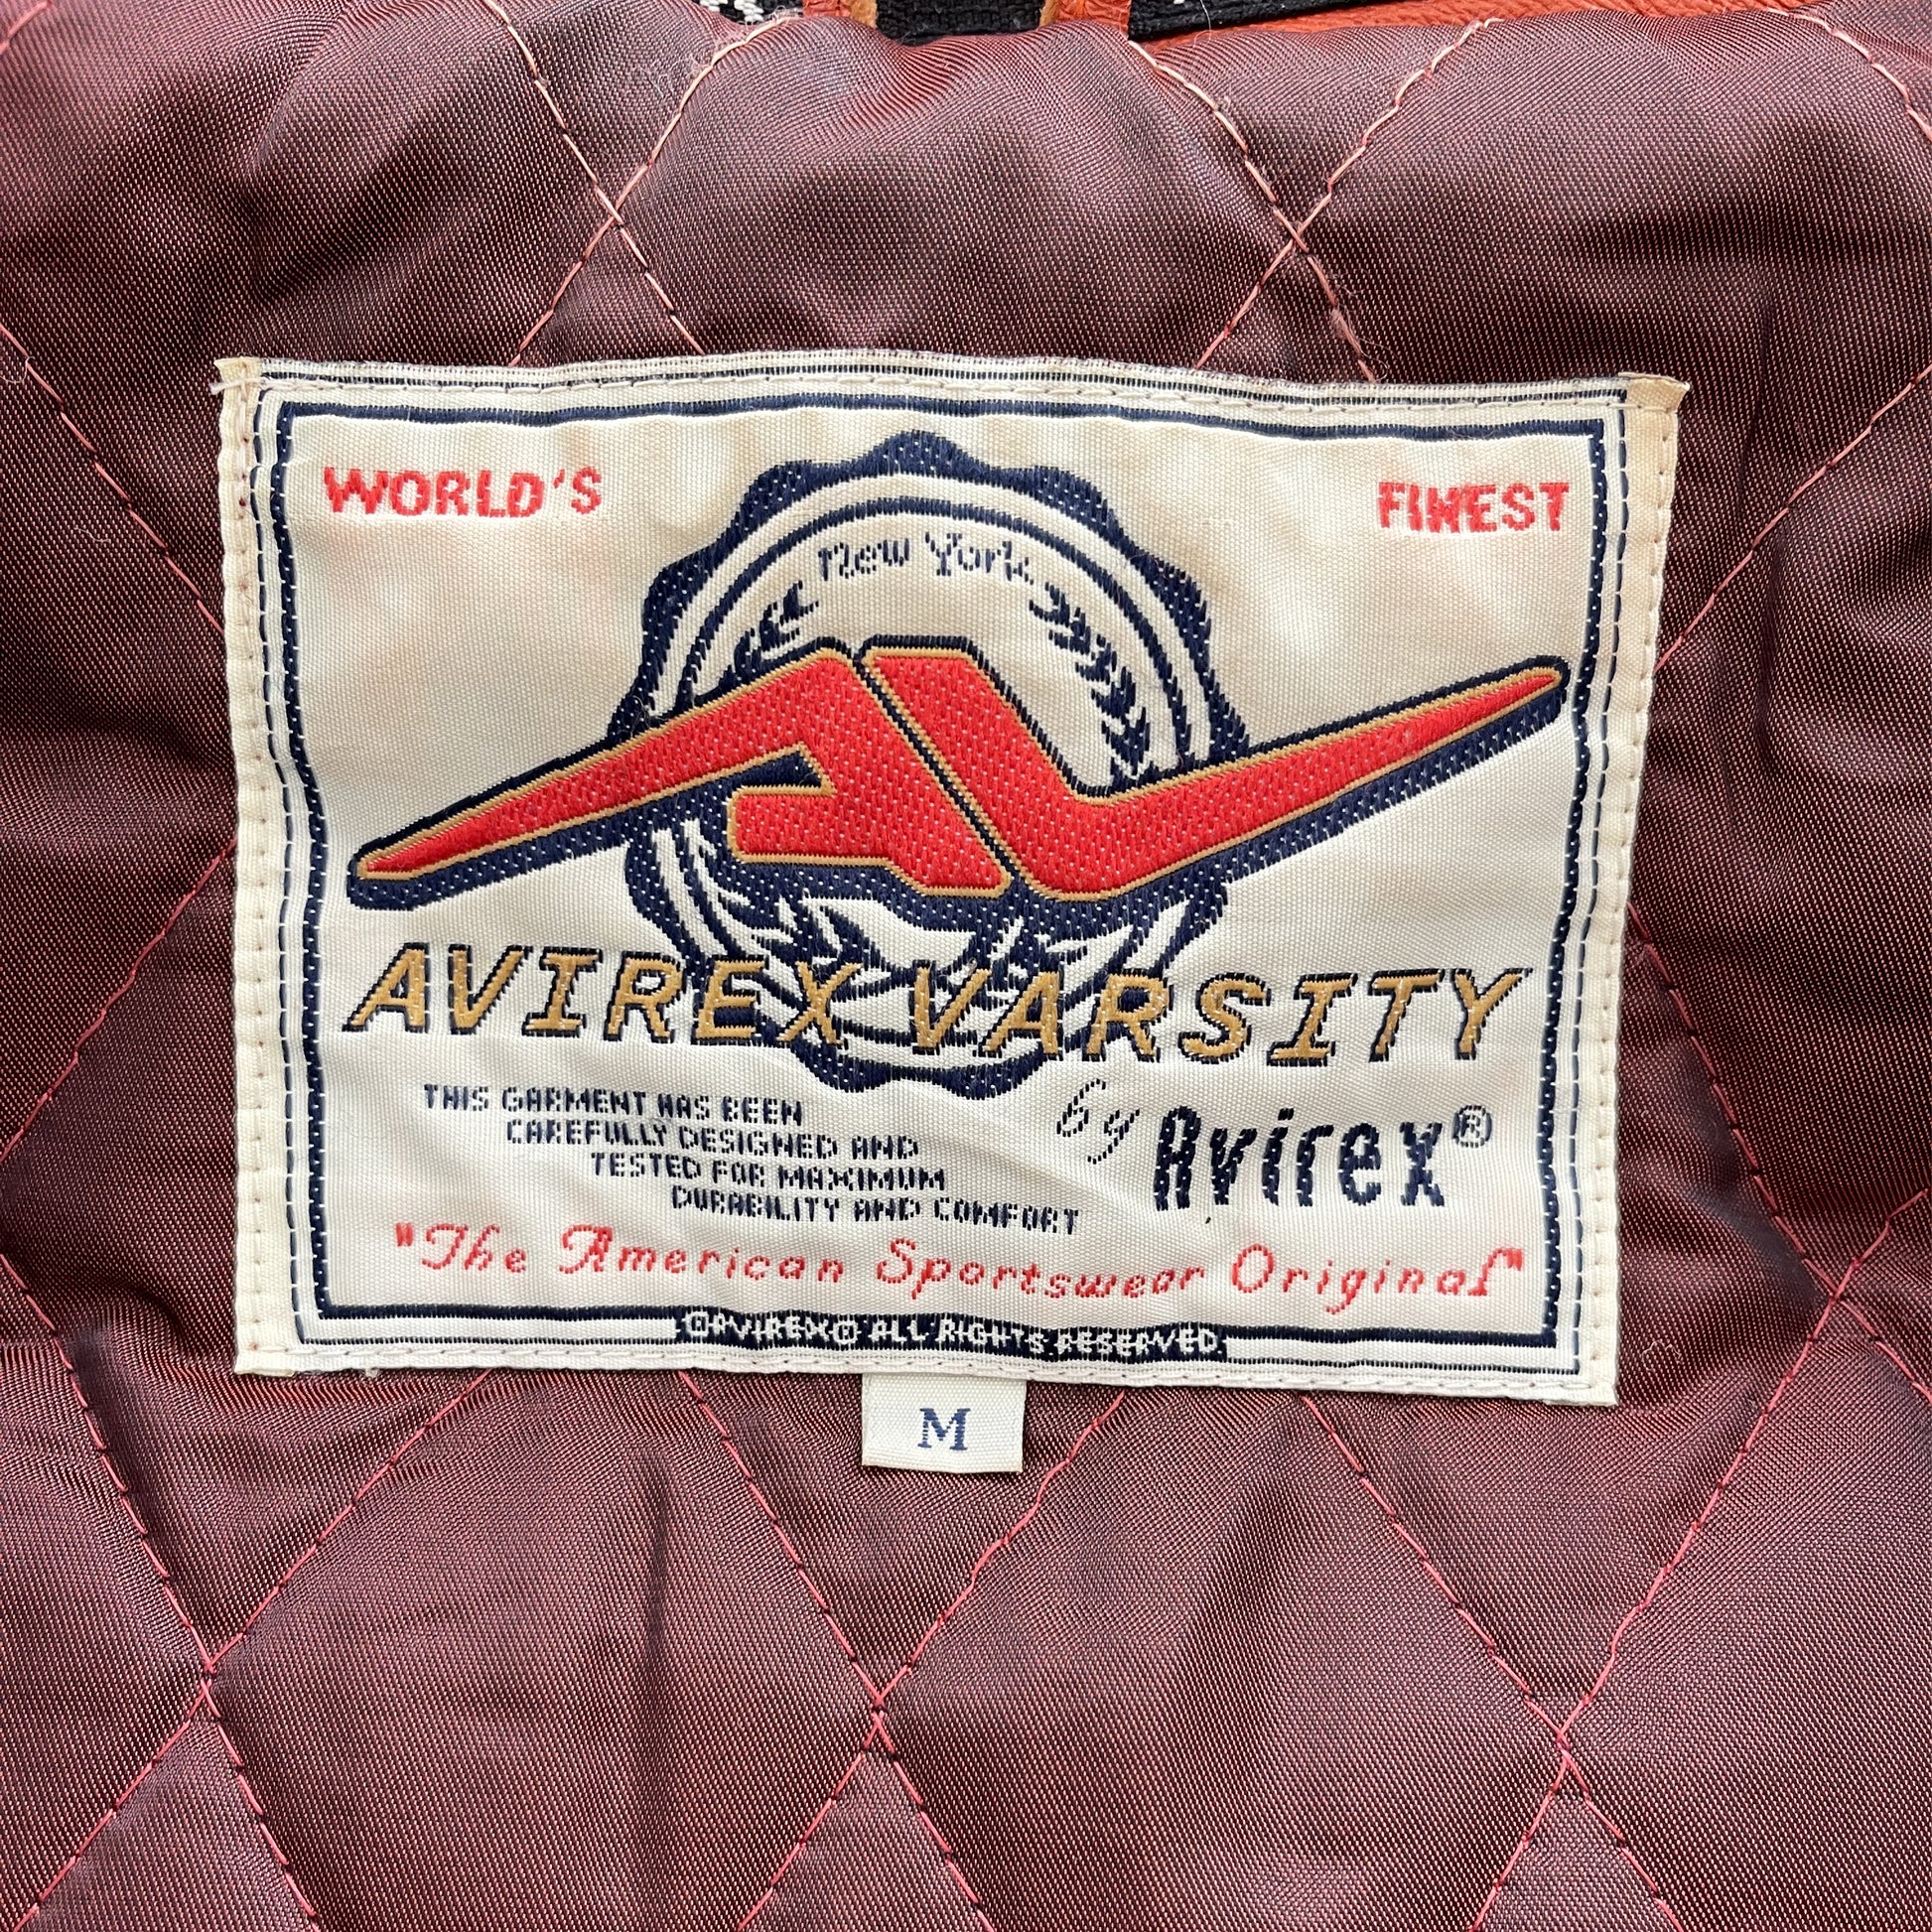 WORLD'S FINEST
New York
AVIREX VARSITY
by Avirex®
THIS GARMENT HAS BEEN
CAREFULLY DESIGNED AND
TESTED FOR MAXIMUM
DURABILITY AND COMFORT
"The American Sportswear Original"
©AVIREX© ALL RIGHTS RESERVED
M